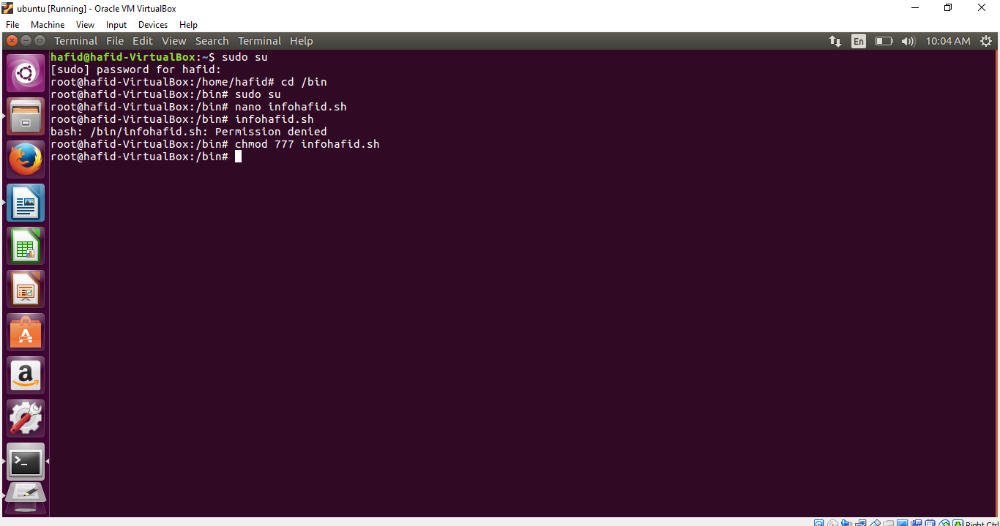 ubuntu [Running] - Oracle VM VirtualBox
File Machine View Input Devices Help
Terminal File Edit View Search Terminal Help En 10:04 AM
hafid@hafid-VirtualBox:~$ sudo su
[sudo] password for hafid:
root@hafid-VirtualBox:/home/hafid# cd /bin
root@hafid-VirtualBox:/bin# sudo su
root@hafid-VirtualBox:/bin# nano infohafid.sh
root@hafid-VirtualBox:/bin# infohafid.sh
bash: /bin/infohafid.sh: Permission denied
root@hafid-VirtualBox:/bin# chmod 777 infohafid.sh
root@hafid-VirtualBox:/bin#
Right Ctrl